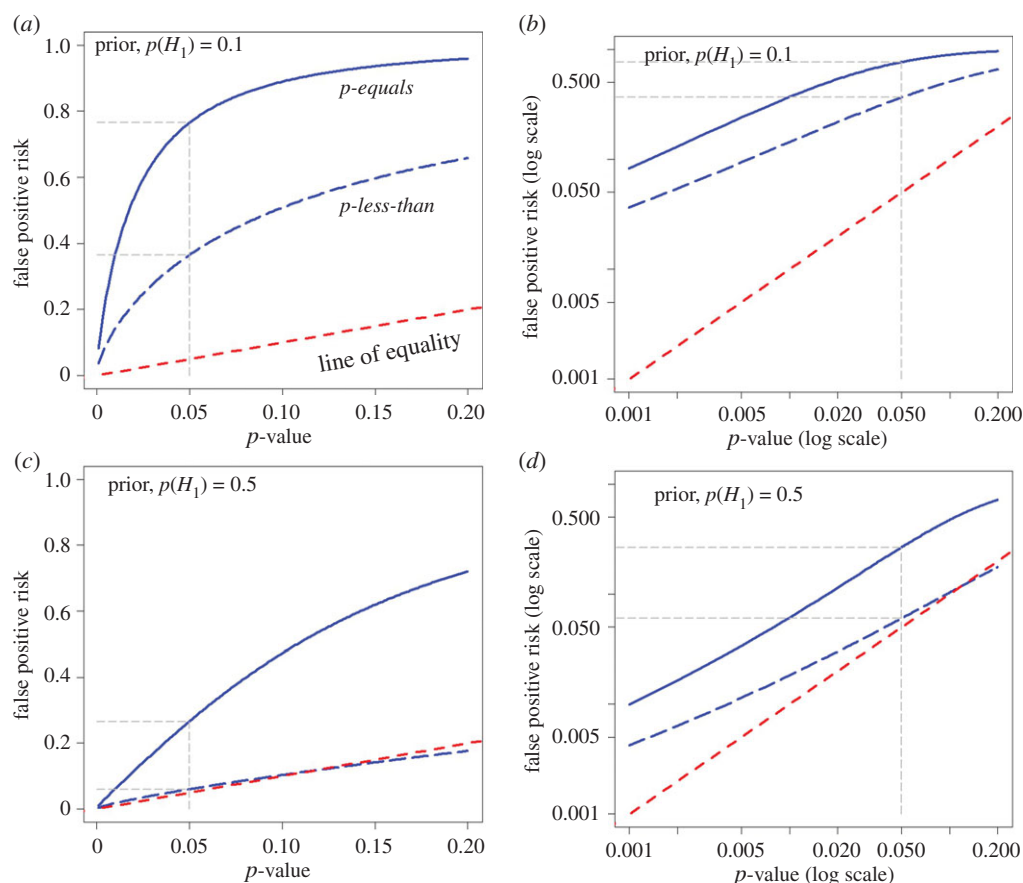 (a)
prior, p(H1) = 0.1
1.0
0.8
0.6
0.4
0.2
0
false positive risk
p-equals
p-less-than
line of equality
0 0.05 0.10 0.15 0.20
p-value
(b)
prior, p(H1) = 0.1
0.500
0.050
0.005
0.001
false positive risk (log scale)
0.001 0.005 0.020 0.050 0.200
p-value (log scale)
(c)
prior, p(H1) = 0.5
1.0
0.8
0.6
0.4
0.2
0
false positive risk
0 0.05 0.10 0.15 0.20
p-value
(d)
prior, p(H1) = 0.5
0.500
0.050
0.005
0.001
false positive risk (log scale)
0.001 0.005 0.020 0.050 0.200
p-value (log scale)